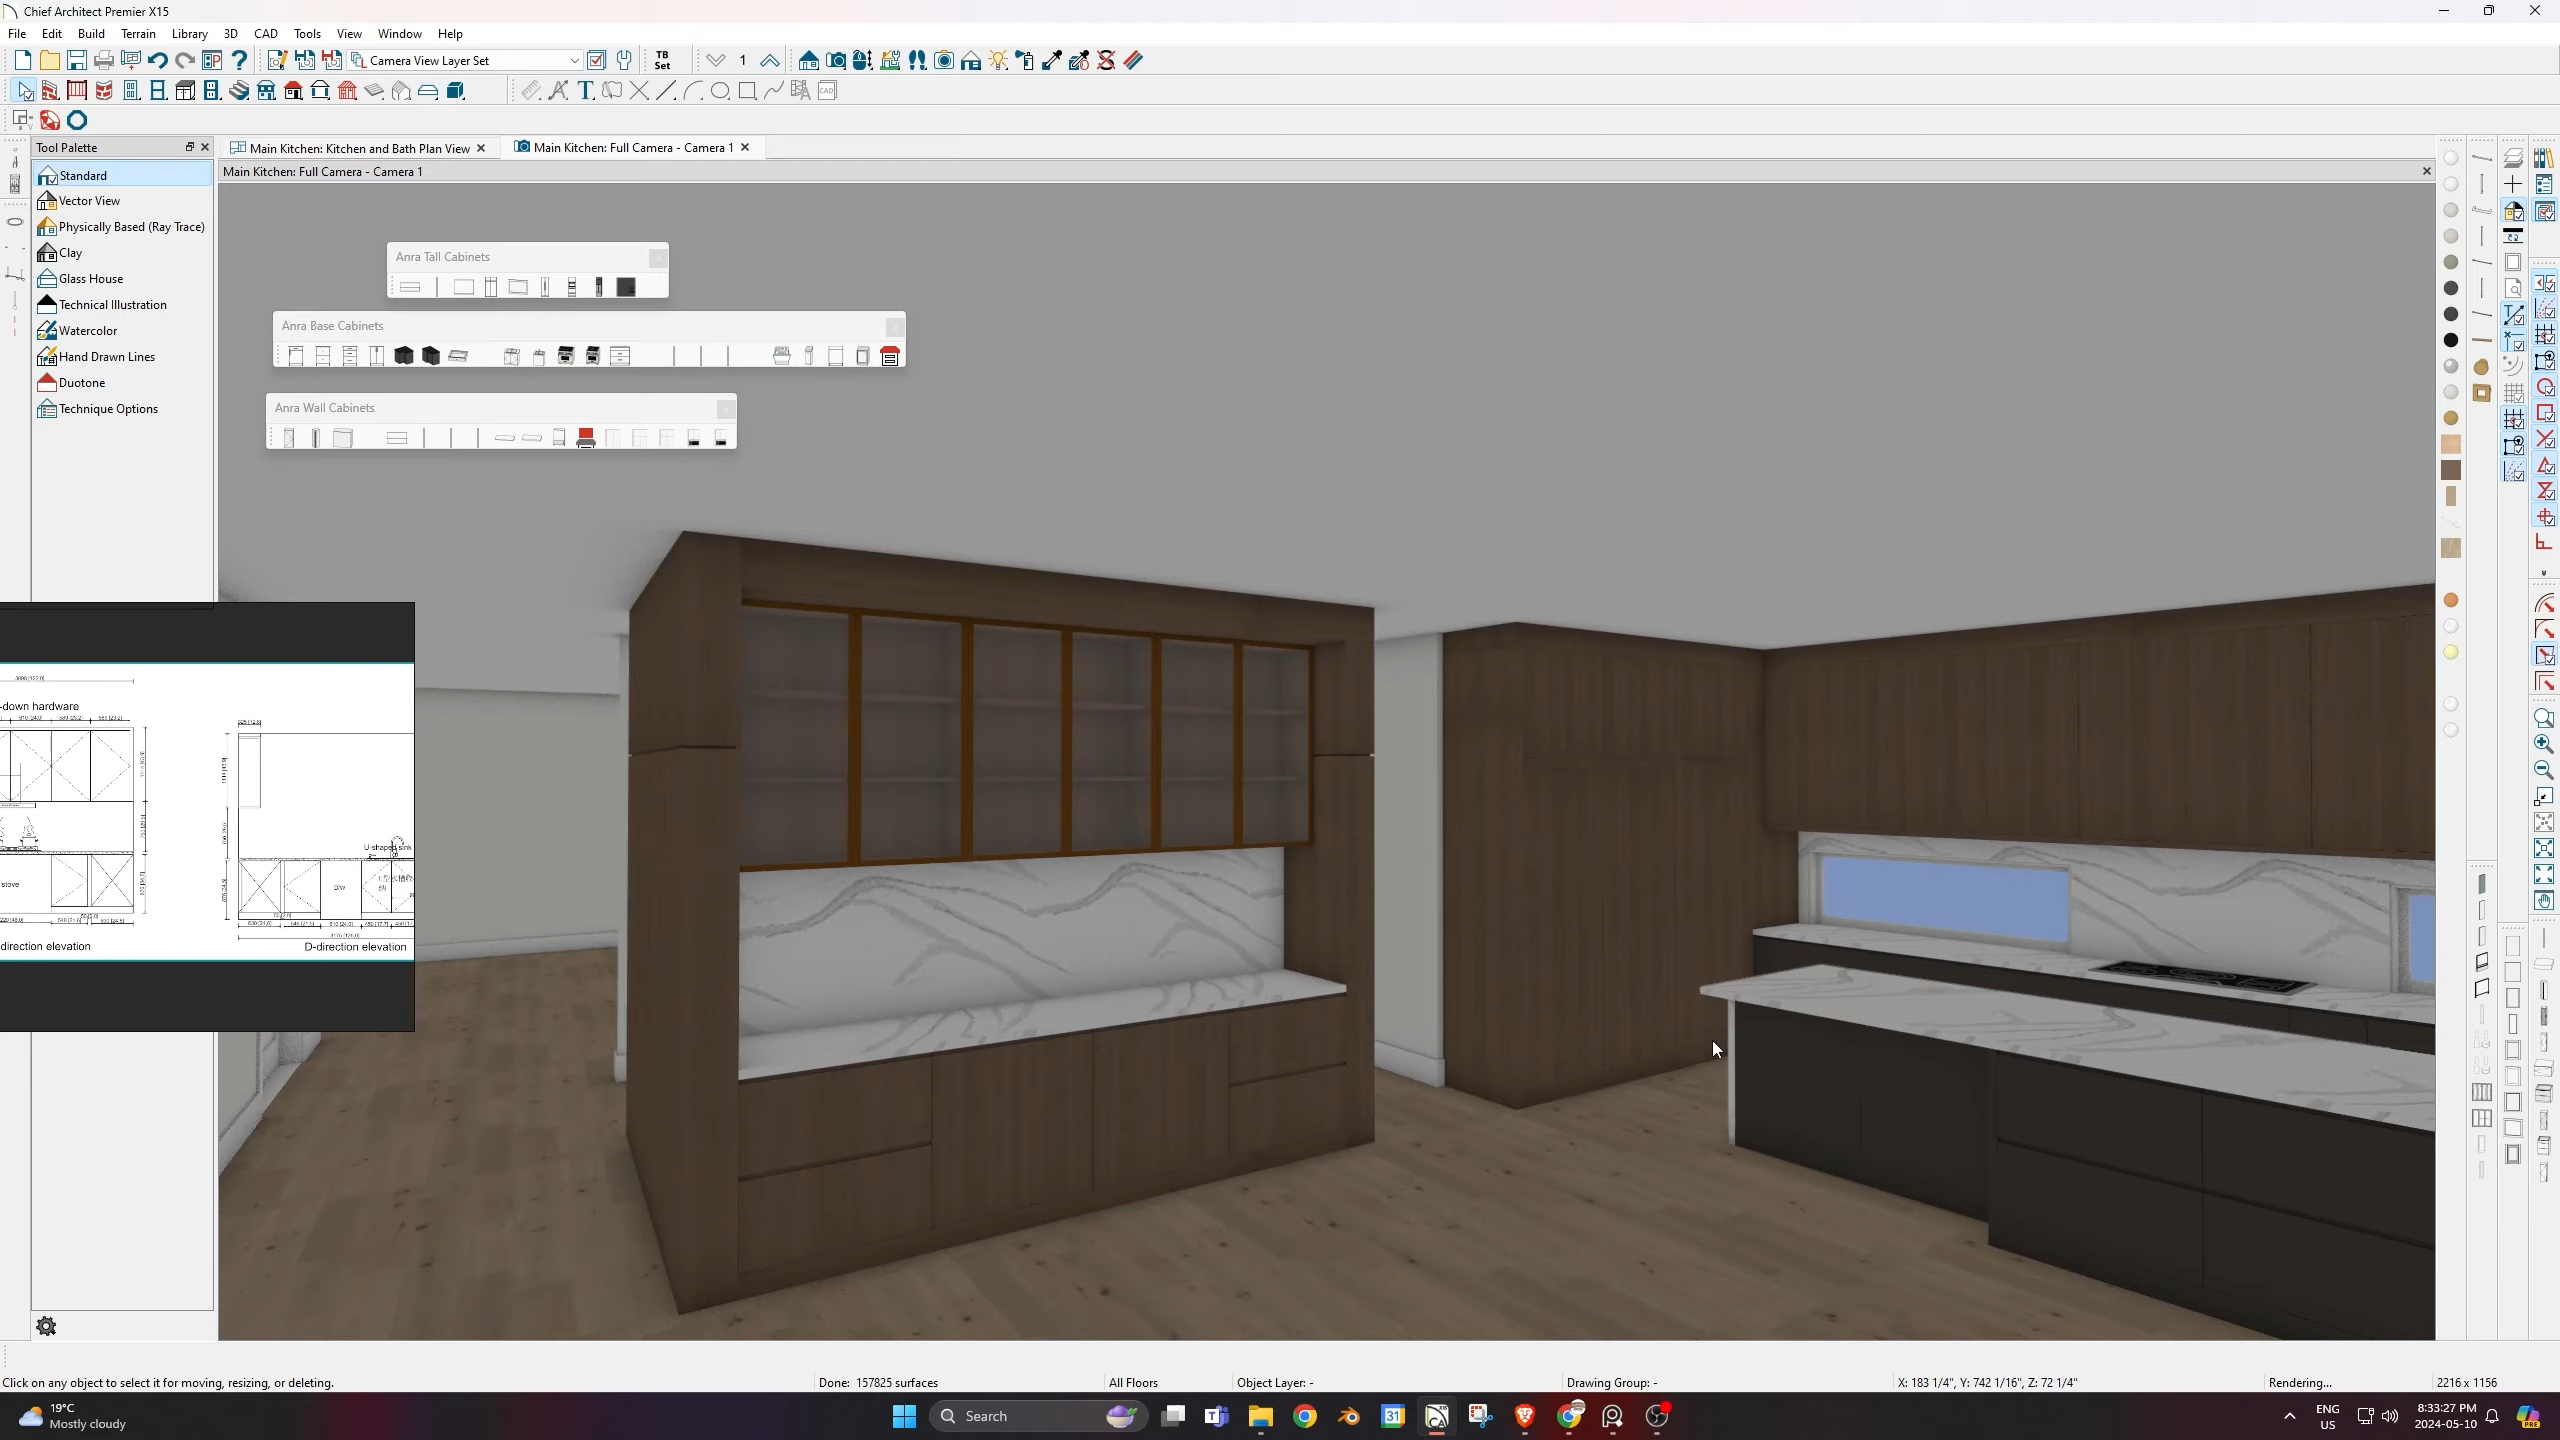 Chief Architect Premier X15
File Edit Build Terrain Library 3D CAD Tools View Window Help
Camera View Layer Set
TB Set
1
CAD
Tool Palette
Main Kitchen: Kitchen and Bath Plan View
Main Kitchen: Full Camera - Camera 1
Main Kitchen: Full Camera - Camera 1
Standard
Vector View
Physically Based (Ray Trace)
Clay
Glass House
Technical Illustration
Watercolor
Hand Drawn Lines
Duotone
Technique Options
Anra Tall Cabinets
Anra Base Cabinets
Anra Wall Cabinets
3098 [122.0]
-down hardware
U-shaped sink
stove
D/W
direction elevation
D-direction elevation
Click on any object to select it for moving, resizing, or deleting.
Done: 157825 surfaces
All Floors
Object Layer: -
Drawing Group: -
X: 183 1/4", Y: 742 1/16", Z: 72 1/4"
Rendering...
2216 x 1156
19°C
Mostly cloudy
Search
31
ENG
US
8:33:27 PM
2024-05-10